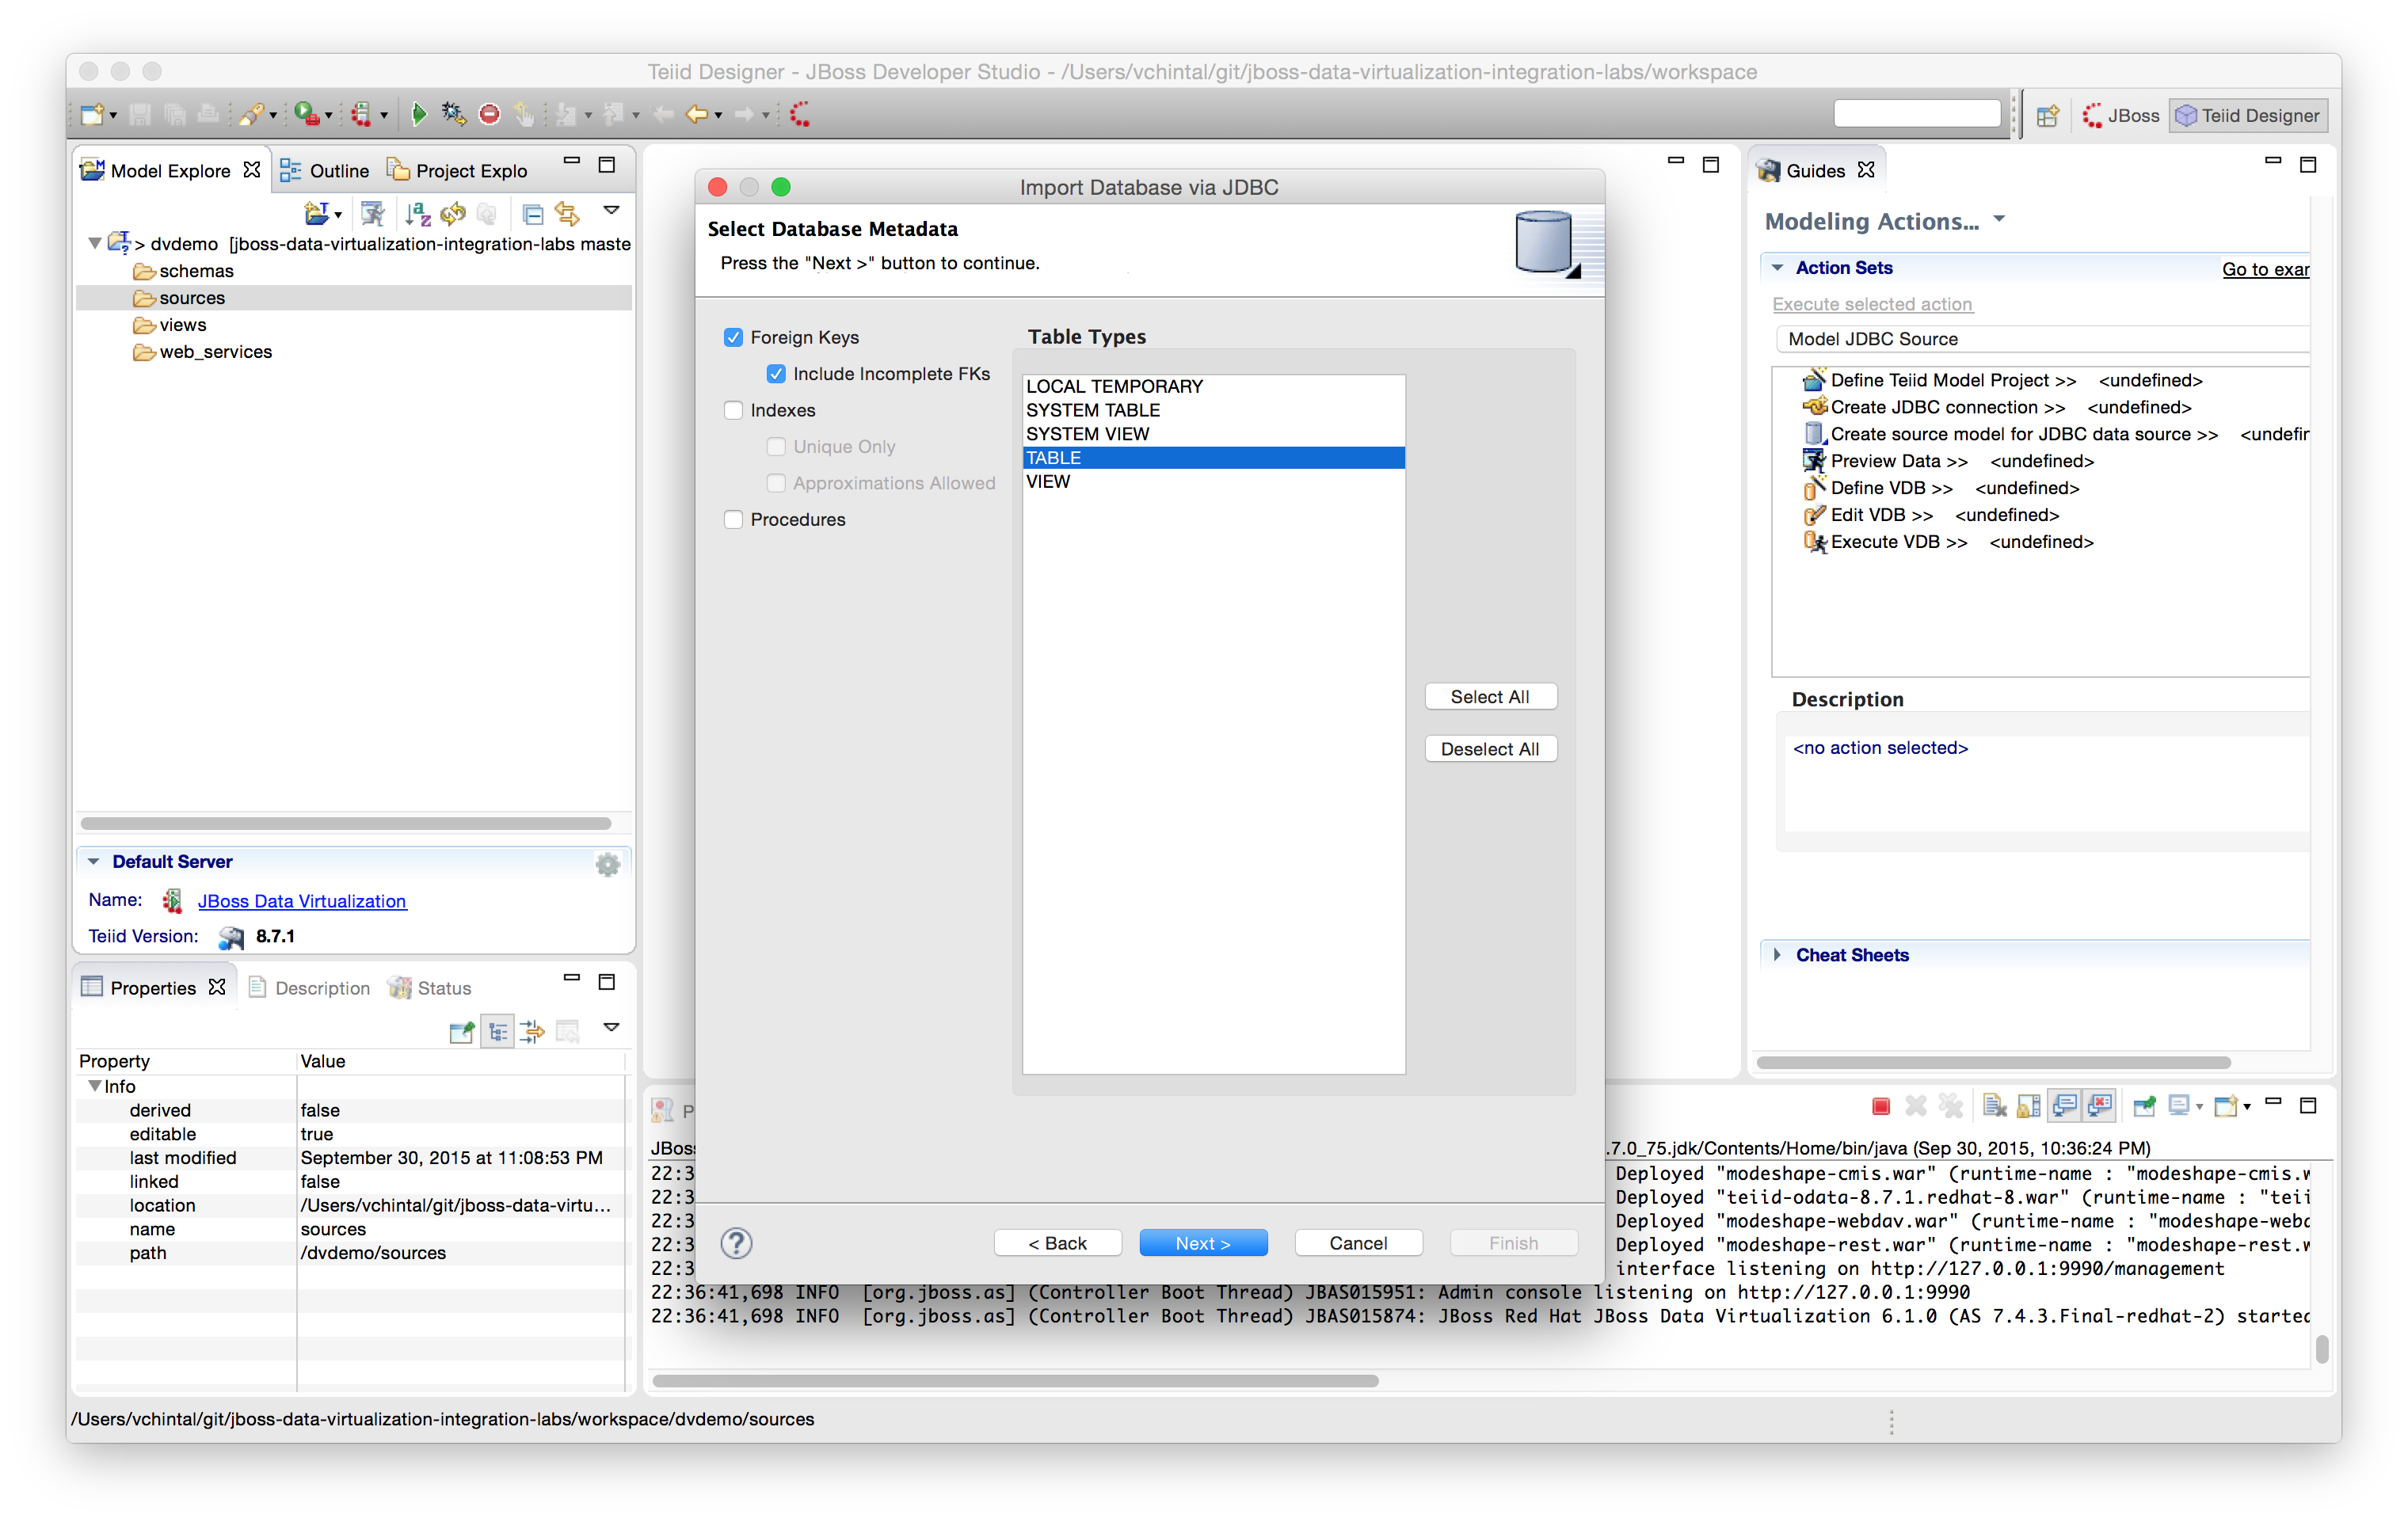 Teiid Designer - JBoss Developer Studio - /Users/vchintal/git/jboss-data-virtualization-integration-labs/workspace
JBoss
Teiid Designer
Model Explore
Outline
Project Explo
> dvdemo [jboss-data-virtualization-integration-labs maste
schemas
sources
views
web_services
Default Server
Name: JBoss Data Virtualization
Teiid Version: 8.7.1
Properties
Description
Status
Property Value
Info
derived false
editable true
last modified September 30, 2015 at 11:08:53 PM
linked false
location /Users/vchintal/git/jboss-data-virtu...
name sources
path /dvdemo/sources
Import Database via JDBC
Select Database Metadata
Press the "Next >" button to continue.
Foreign Keys
Include Incomplete FKs
Indexes
Unique Only
Approximations Allowed
Procedures
Table Types
LOCAL TEMPORARY
SYSTEM TABLE
SYSTEM VIEW
TABLE
VIEW
Select All
Deselect All
?
< Back
Next >
Cancel
Finish
Guides
Modeling Actions...
Action Sets
Go to exar
Execute selected action
Model JDBC Source
Define Teiid Model Project >> <undefined>
Create JDBC connection >> <undefined>
Create source model for JDBC data source >> <undefir
Preview Data >> <undefined>
Define VDB >> <undefined>
Edit VDB >> <undefined>
Execute VDB >> <undefined>
Description
<no action selected>
Cheat Sheets
P
JBos .7.0_75.jdk/Contents/Home/bin/java (Sep 30, 2015, 10:36:24 PM)
22:3 Deployed "modeshape-cmis.war" (runtime-name : "modeshape-cmis.w
22:3 Deployed "teiid-odata-8.7.1.redhat-8.war" (runtime-name : "teii
22:3 Deployed "modeshape-webdav.war" (runtime-name : "modeshape-webd
22:3 Deployed "modeshape-rest.war" (runtime-name : "modeshape-rest.w
22:3 interface listening on http://127.0.0.1:9990/management
22:36:41,698 INFO [org.jboss.as] (Controller Boot Thread) JBAS015951: Admin console listening on http://127.0.0.1:9990
22:36:41,698 INFO [org.jboss.as] (Controller Boot Thread) JBAS015874: JBoss Red Hat JBoss Data Virtualization 6.1.0 (AS 7.4.3.Final-redhat-2) started
/Users/vchintal/git/jboss-data-virtualization-integration-labs/workspace/dvdemo/sources